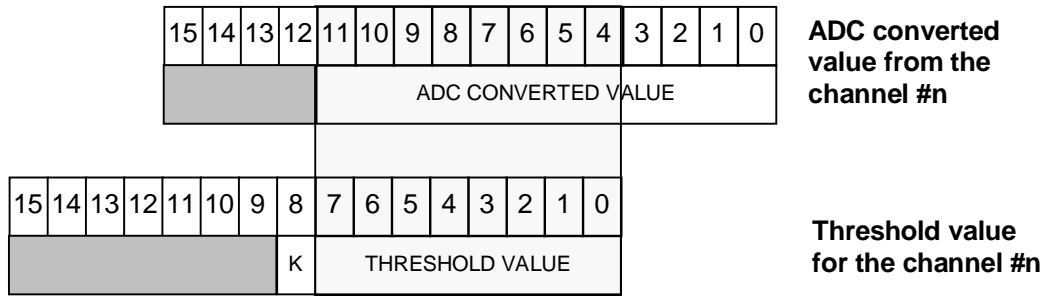 15 14 13 12 11 10 9 8 7 6 5 4 3 2 1 0
ADC CONVERTED VALUE
ADC converted
value from the
channel #n
15 14 13 12 11 10 9 8 7 6 5 4 3 2 1 0
K THRESHOLD VALUE
Threshold value
for the channel #n